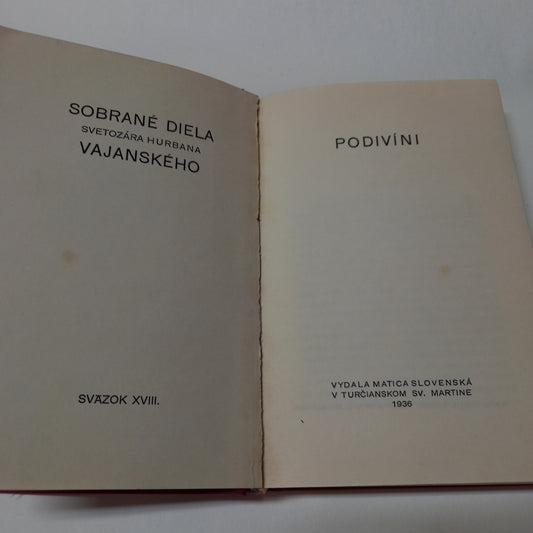 SOBRANÉ DIELA
SVETOZÁRA HURBANA
VAJANSKÉHO
SVÄZOK XVIII.
PODIVÍNI
VYDALA MATICA SLOVENSKÁ
V TURČIANSKOM SV. MARTINE
1936